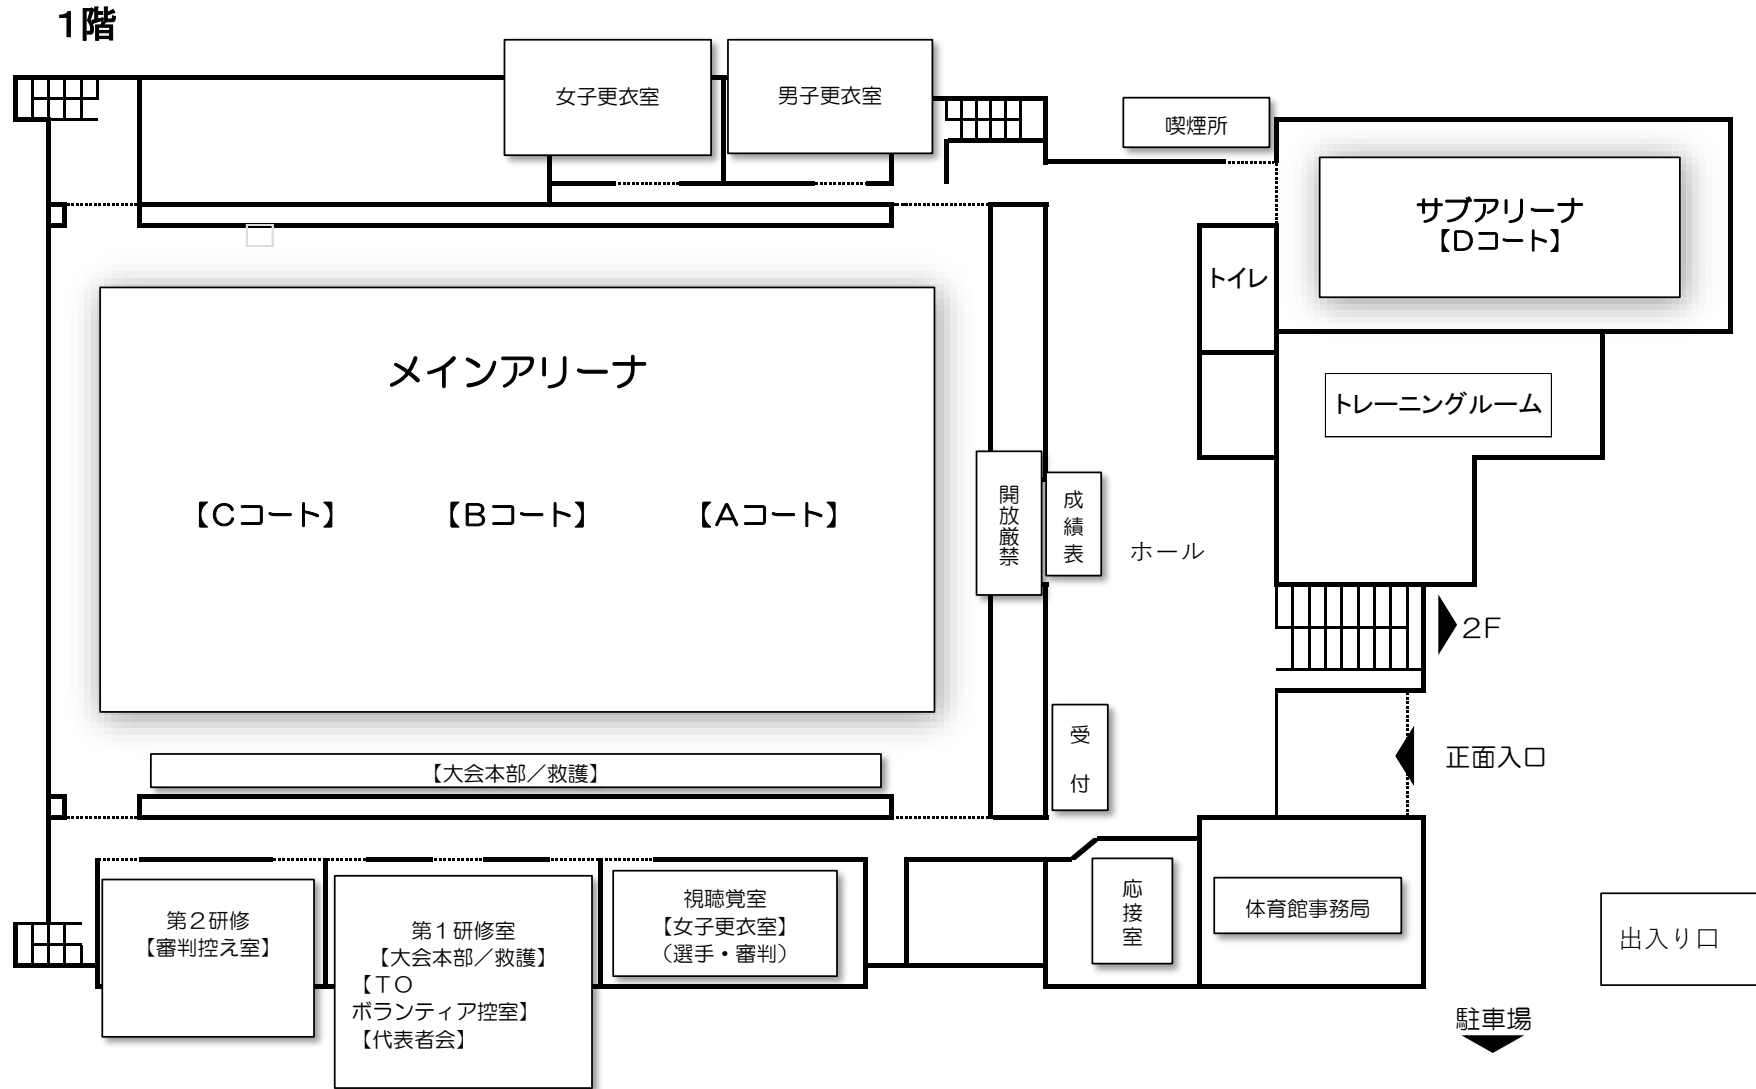 1階
女子更衣室
男子更衣室
喫煙所
サブアリーナ
【Dコート】
トイレ
メインアリーナ
トレーニングルーム
【Cコート】
【Bコート】
【Aコート】
開放厳禁
成績表
ホール
2F
受付
正面入口
【大会本部／救護】
第２研修
【審判控え室】
第１研修室
【大会本部／救護】
【ＴＯ
ボランティア控室】
【代表者会】
視聴覚室
【女子更衣室】
（選手・審判）
応接室
体育館事務局
出入り口
駐車場